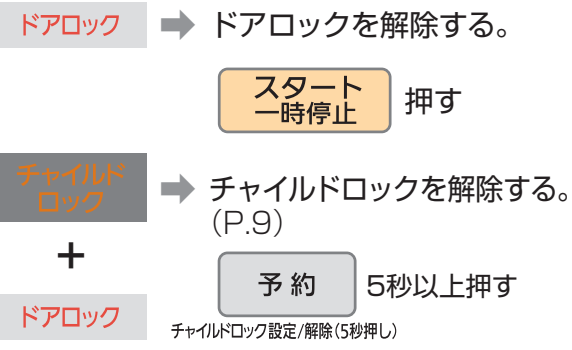 ドアロック
ドアロックを解除する。
スタート
一時停止
押す
チャイルド
ロック
チャイルドロックを解除する。
(P.9)
+
予約
5秒以上押す
ドアロック
チャイルドロック設定/解除(5秒押し)